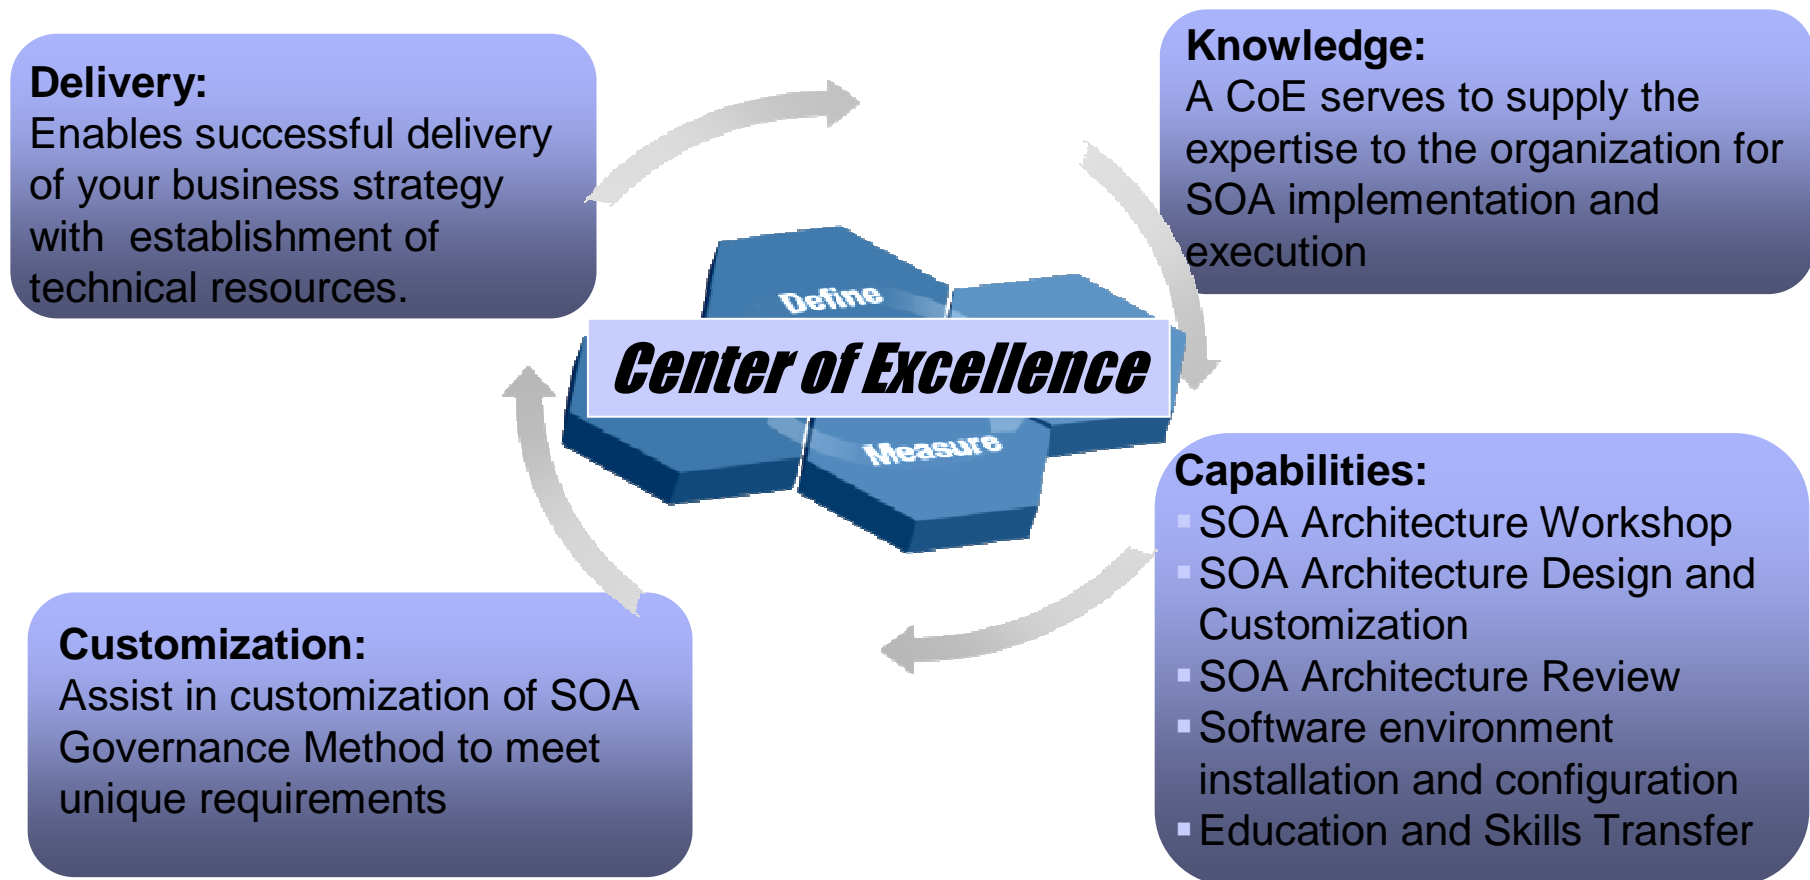 Delivery:
Enables successful delivery
of your business strategy
with  establishment of
technical resources.
Knowledge:
A CoE serves to supply the
expertise to the organization for
SOA implementation and
execution
Define
Center of Excellence
Measure
Customization:
Assist in customization of SOA
Governance Method to meet
unique requirements
Capabilities:
▪SOA Architecture Workshop
▪SOA Architecture Design and
Customization
▪SOA Architecture Review
▪Software environment
installation and configuration
▪Education and Skills Transfer